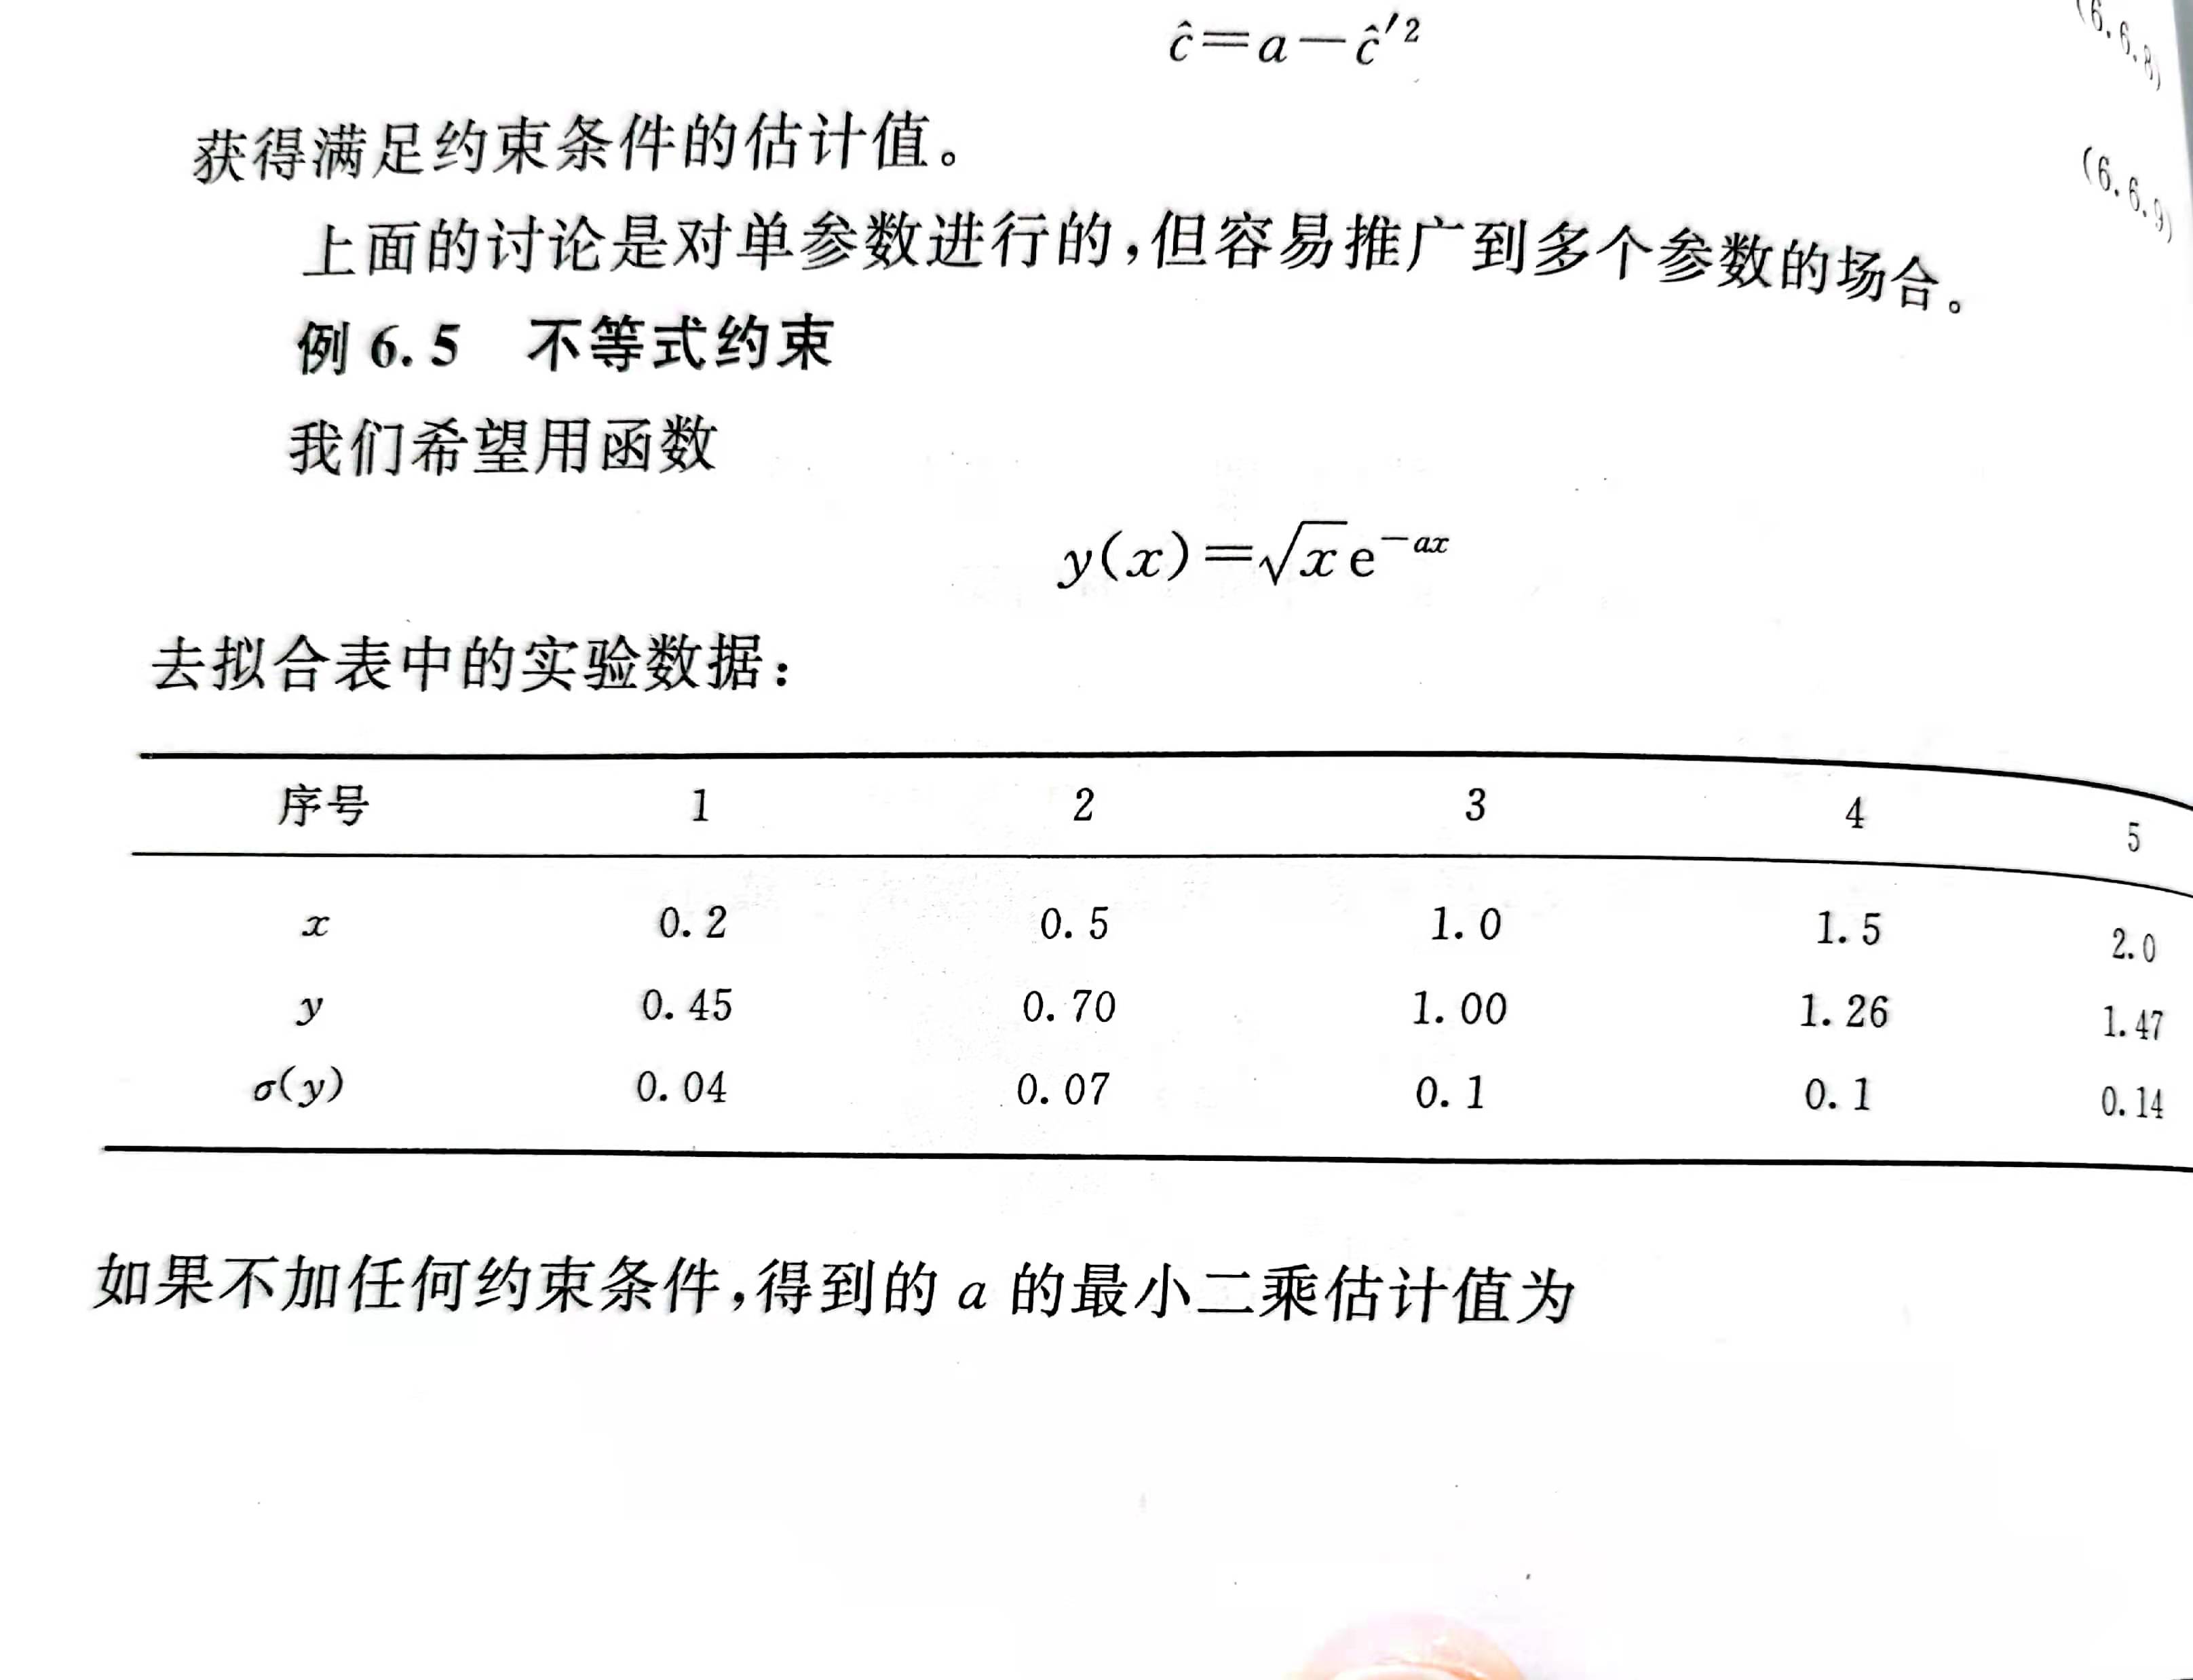 ĉ=a-ĉ′²
(6.6.8)
获得满足约束条件的估计值。
(6.6.9)
上面的讨论是对单参数进行的,但容易推广到多个参数的场合。
例 6.5 不等式约束
我们希望用函数
y(x)=√x e^{-ax}
去拟合表中的实验数据:
序号 1 2 3 4 5
x 0.2 0.5 1.0 1.5 2.0
y 0.45 0.70 1.00 1.26 1.47
σ(y) 0.04 0.07 0.1 0.1 0.14
如果不加任何约束条件,得到的 a 的最小二乘估计值为